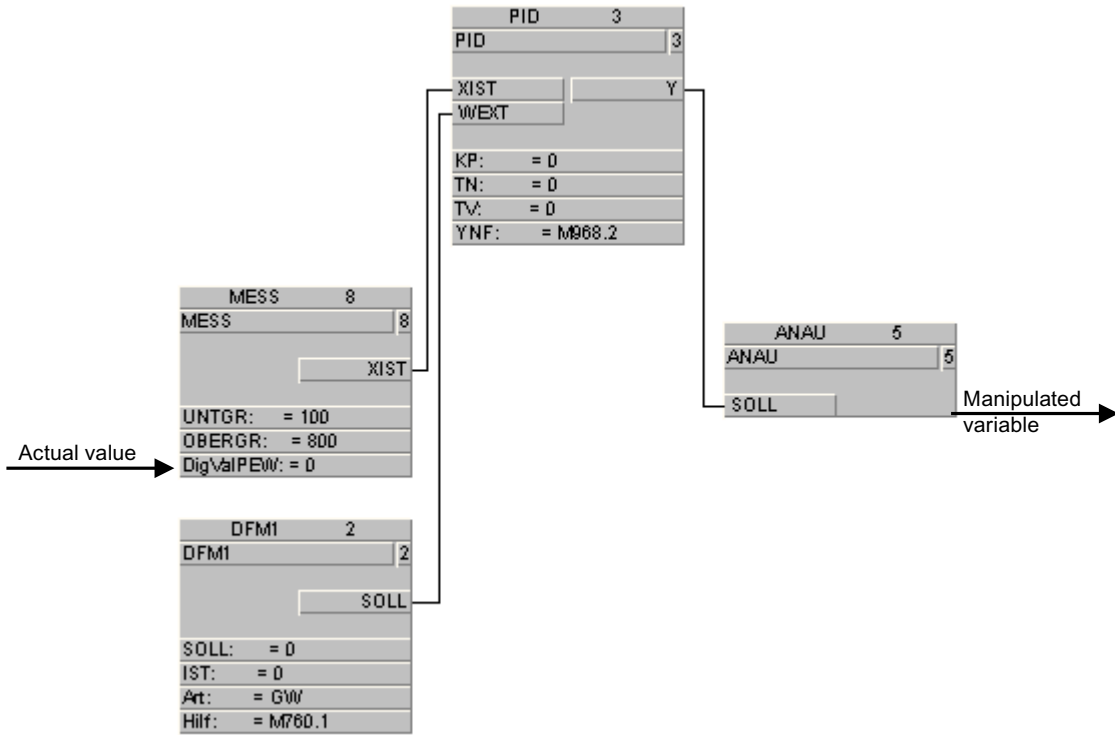 PID 3
PID 3
XIST Y
WEXT
KP: = 0
TN: = 0
TV: = 0
YNF: = M968.2
MESS 8
MESS 8
XIST
UNTGR: = 100
OBERGR: = 800
DigValPEW: = 0
Actual value
DFM1 2
DFM1 2
SOLL
SOLL: = 0
IST: = 0
Art: = GW
Hilf: = M760.1
ANAU 5
ANAU 5
SOLL
Manipulated
variable